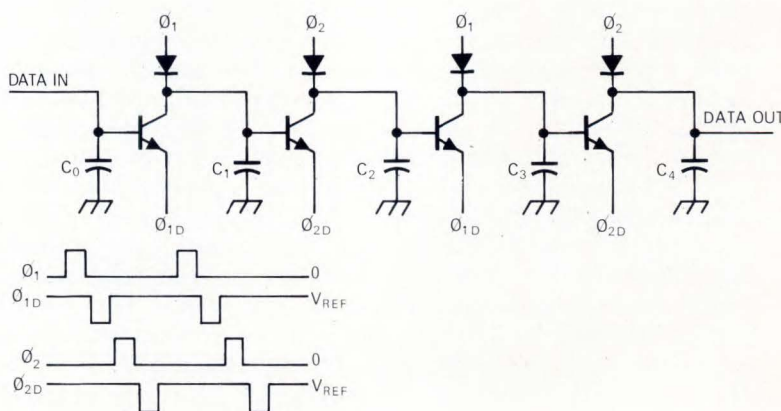 Ø1 Ø2 Ø1 Ø2
DATA IN
DATA OUT
C0 C1 C2 C3 C4
Ø1D Ø2D Ø1D Ø2D
Ø1 0
Ø1D VREF
Ø2 0
Ø2D VREF